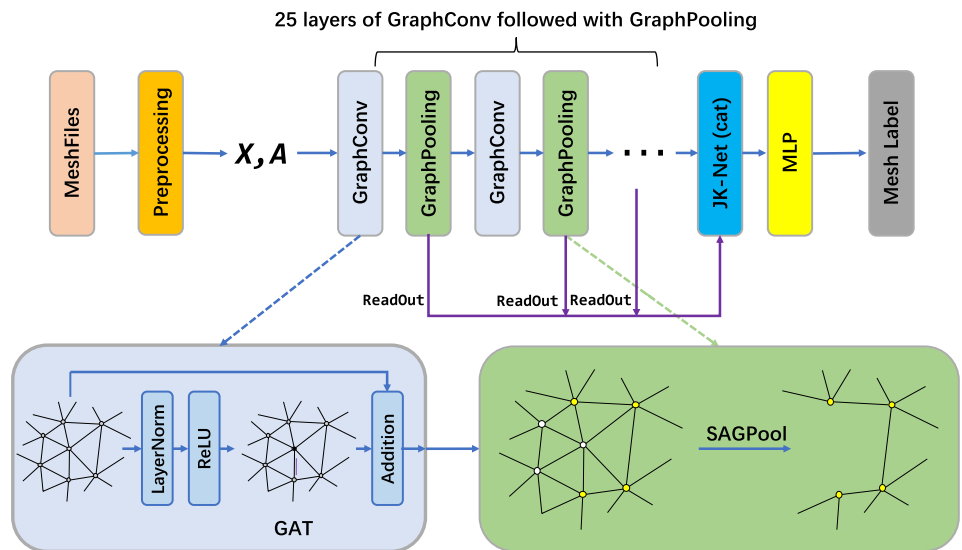 25 layers of GraphConv followed with GraphPooling
MeshFiles
Preprocessing
X, A
GraphConv
GraphPooling
GraphConv
GraphPooling
...
JK-Net (cat)
MLP
Mesh Label
ReadOut
ReadOut
ReadOut
LayerNorm
ReLU
Addition
GAT
SAGPool